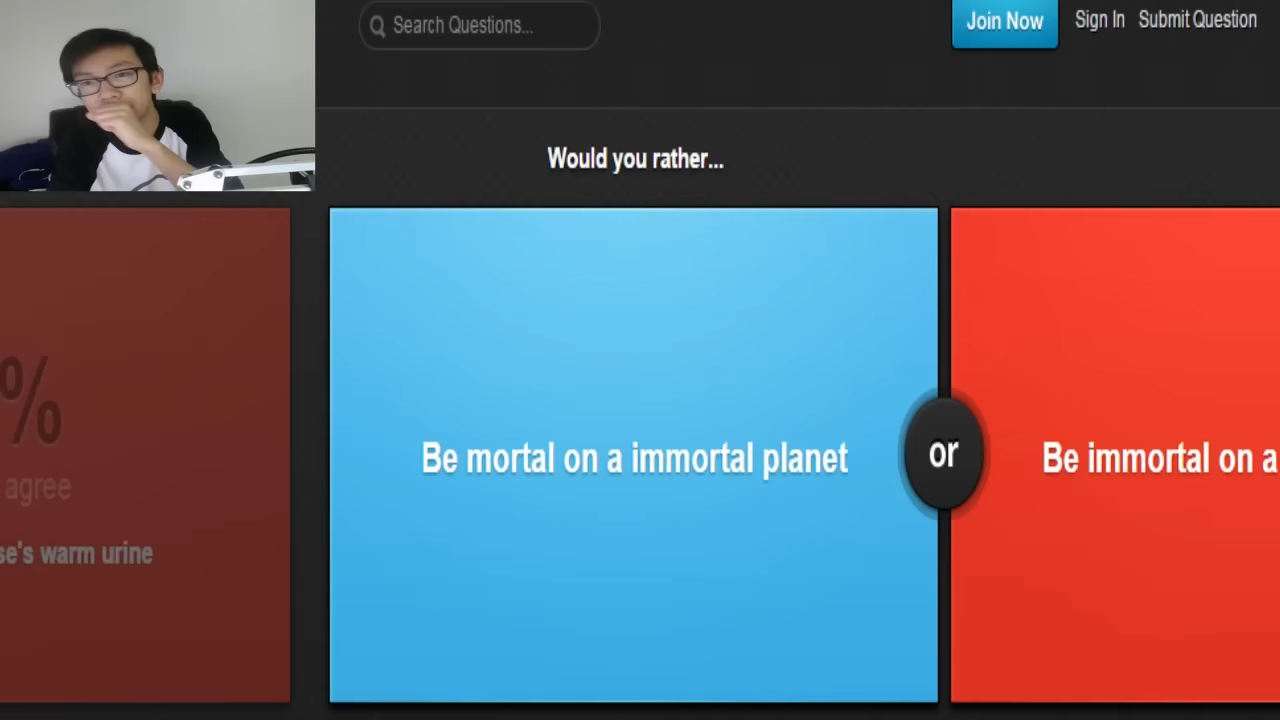 Search Questions...
Join Now
Sign In
Submit Question
Would you rather...
%
agree
Be mortal on a immortal planet
or
Be immortal on a
se's warm urine